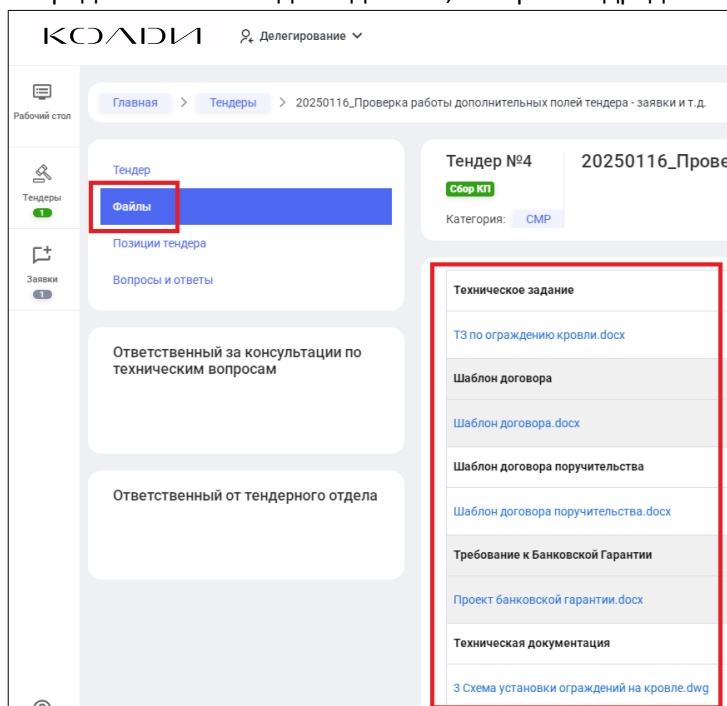 КОЛДИ
Делегирование
Рабочий стол
Тендеры
1
Заявки
1
Главная > Тендеры > 20250116_Проверка работы дополнительных полей тендера - заявки и т.д.
Тендер
Файлы
Позиции тендера
Вопросы и ответы
Ответственный за консультации по
техническим вопросам
Ответственный от тендерного отдела
Тендер №4 20250116_Прове
Сбор КП
Категория: СМР
Техническое задание
ТЗ по ограждению кровли.docx
Шаблон договора
Шаблон договора.docx
Шаблон договора поручительства
Шаблон договора поручительства.docx
Требование к Банковской Гарантии
Проект банковской гарантии.docx
Техническая документация
3 Схема установки ограждений на кровле.dwg